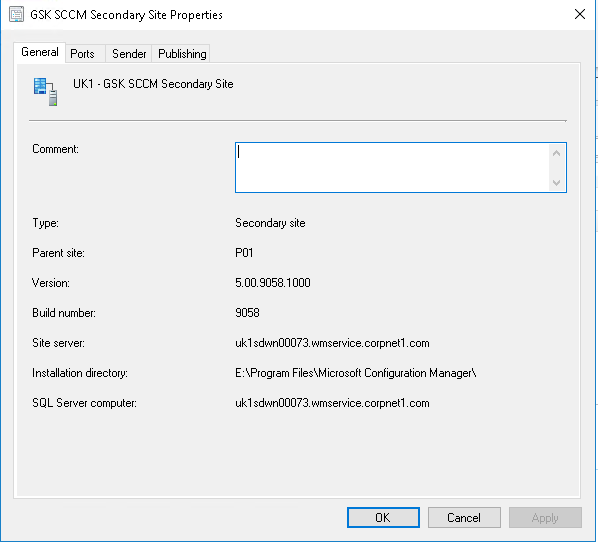 GSK SCCM Secondary Site Properties
General Ports Sender Publishing
UK1 - GSK SCCM Secondary Site
Comment:
Type: Secondary site
Parent site: P01
Version: 5.00.9058.1000
Build number: 9058
Site server: uk1sdwn00073.wmservice.corpnet1.com
Installation directory: E:\Program Files\Microsoft Configuration Manager\
SQL Server computer: uk1sdwn00073.wmservice.corpnet1.com
OK Cancel Apply